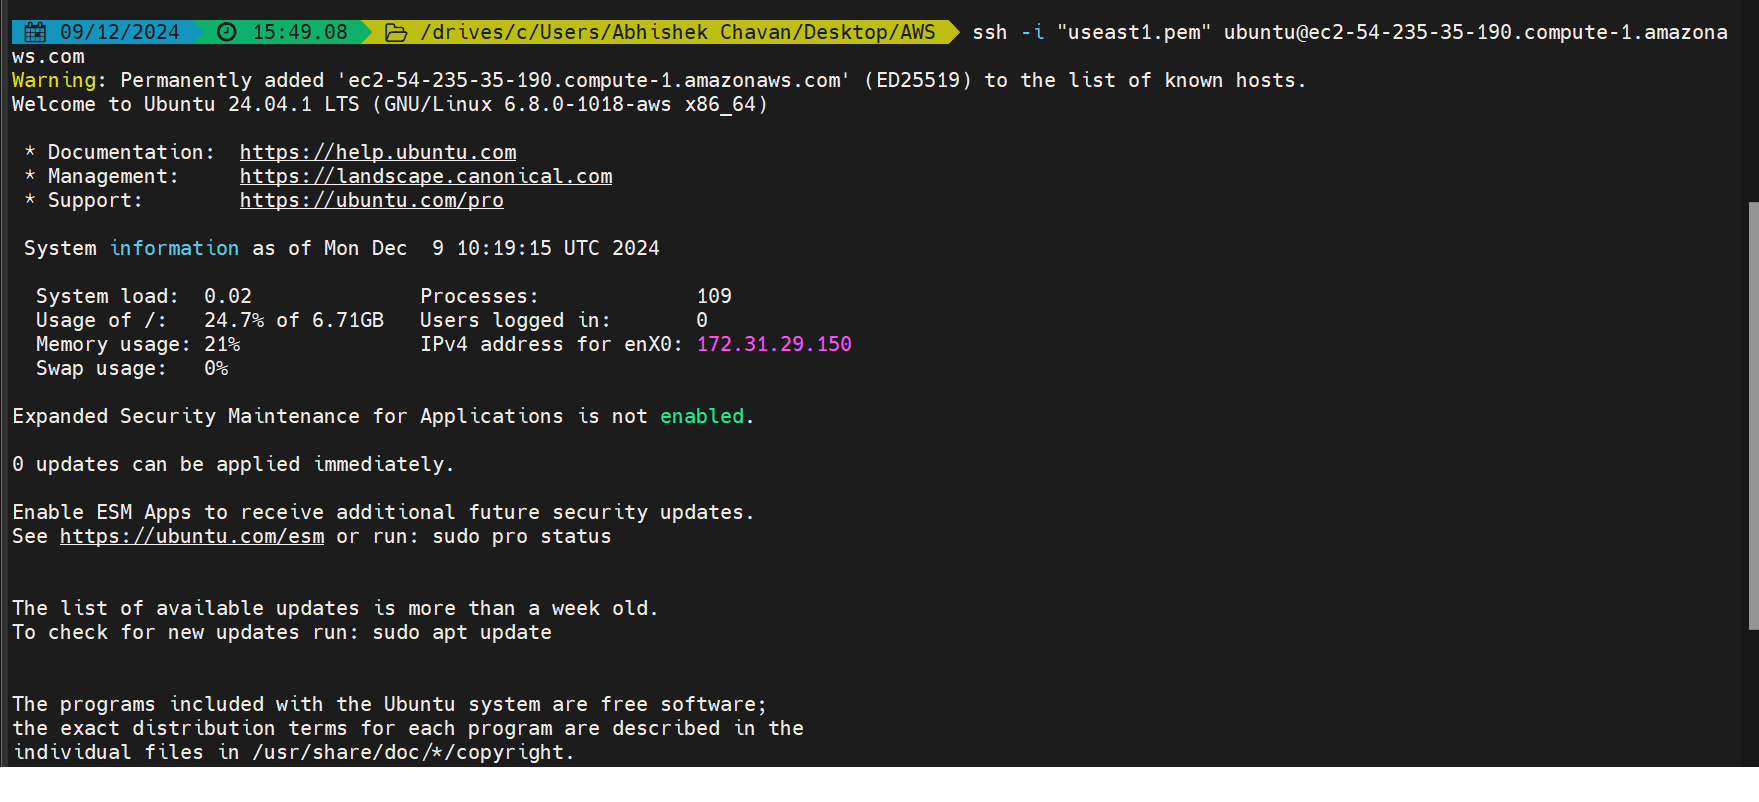 09/12/2024 15:49.08 /drives/c/Users/Abhishek Chavan/Desktop/AWS ssh -i "useast1.pem" ubuntu@ec2-54-235-35-190.compute-1.amazona
ws.com
Warning: Permanently added 'ec2-54-235-35-190.compute-1.amazonaws.com' (ED25519) to the list of known hosts.
Welcome to Ubuntu 24.04.1 LTS (GNU/Linux 6.8.0-1018-aws x86_64)
* Documentation: https://help.ubuntu.com
* Management: https://landscape.canonical.com
* Support: https://ubuntu.com/pro
System information as of Mon Dec 9 10:19:15 UTC 2024
System load: 0.02 Processes: 109
Usage of /: 24.7% of 6.71GB Users logged in: 0
Memory usage: 21% IPv4 address for enX0: 172.31.29.150
Swap usage: 0%
Expanded Security Maintenance for Applications is not enabled.
0 updates can be applied immediately.
Enable ESM Apps to receive additional future security updates.
See https://ubuntu.com/esm or run: sudo pro status
The list of available updates is more than a week old.
To check for new updates run: sudo apt update
The programs included with the Ubuntu system are free software;
the exact distribution terms for each program are described in the
individual files in /usr/share/doc/*/copyright.